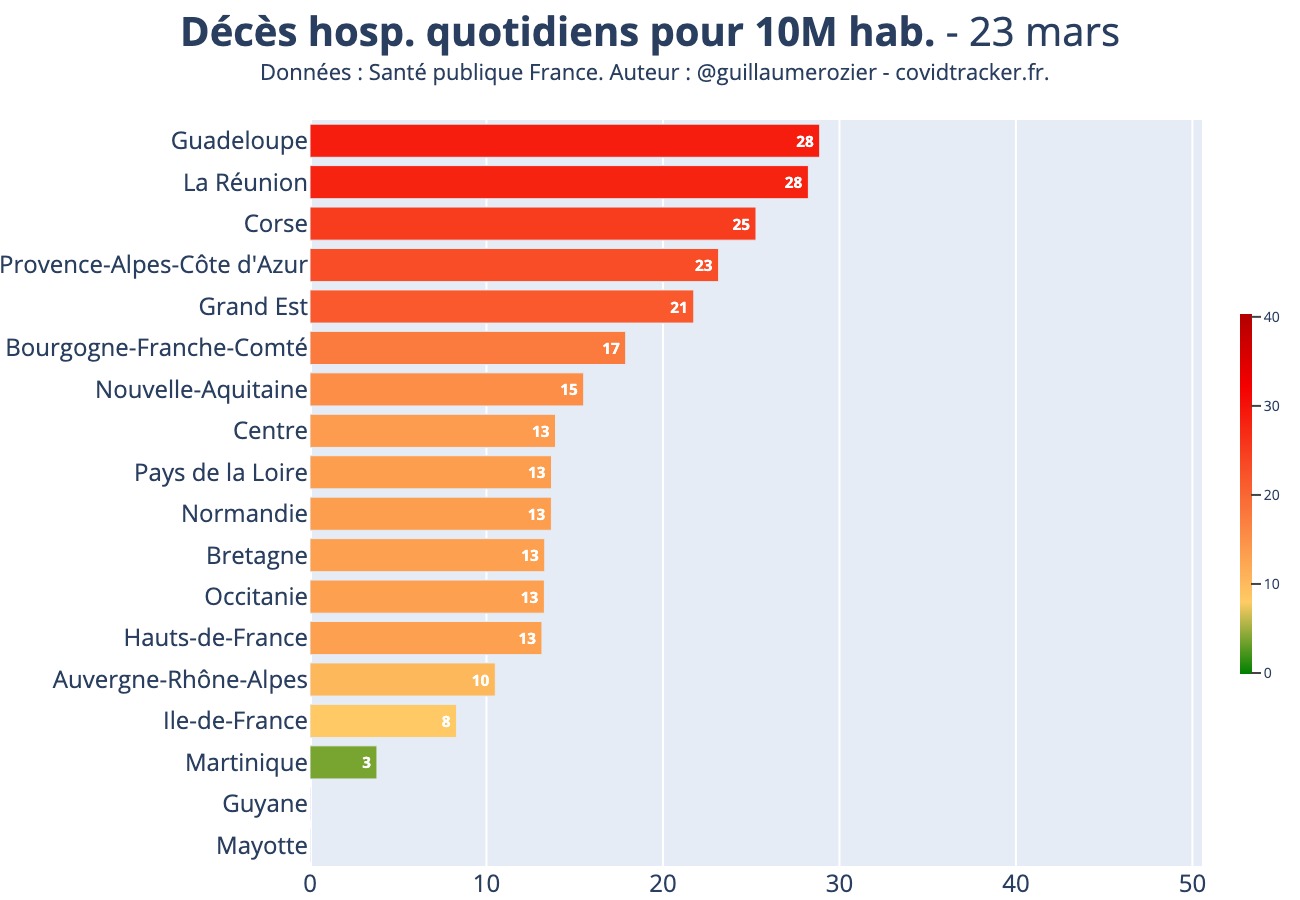 Décès hosp. quotidiens pour 10M hab. - 23 mars
Données : Santé publique France. Auteur : @guillaumerozier - covidtracker.fr.
Guadeloupe 28
La Réunion 28
Corse 25
Provence-Alpes-Côte d'Azur 23
Grand Est 21
Bourgogne-Franche-Comté 17
Nouvelle-Aquitaine 15
Centre 13
Pays de la Loire 13
Normandie 13
Bretagne 13
Occitanie 13
Hauts-de-France 13
Auvergne-Rhône-Alpes 10
Ile-de-France 8
Martinique 3
Guyane
Mayotte
0 10 20 30 40 50
40
30
20
10
0